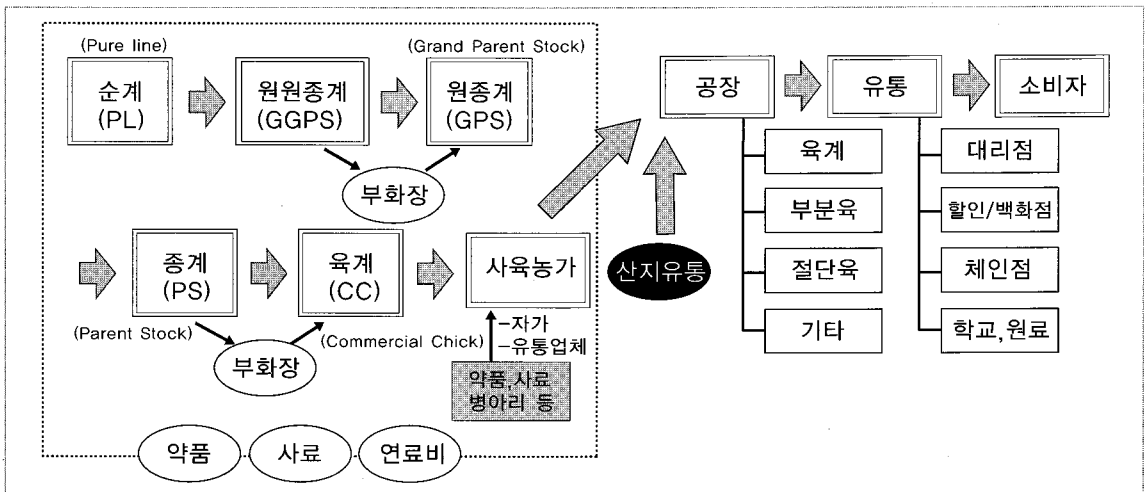 (Pure line)
순계
(PL)
원원종계
(GGPS)
(Grand Parent Stock)
원종계
(GPS)
부화장
종계
(PS)
(Parent Stock)
육계
(CC)
(Commercial Chick)
부화장
사육농가
-자가
-유통업체
약품,사료
병아리 등
약품
사료
연료비
산지유통
공장
유통
소비자
육계
부분육
절단육
기타
대리점
할인/백화점
체인점
학교,원료